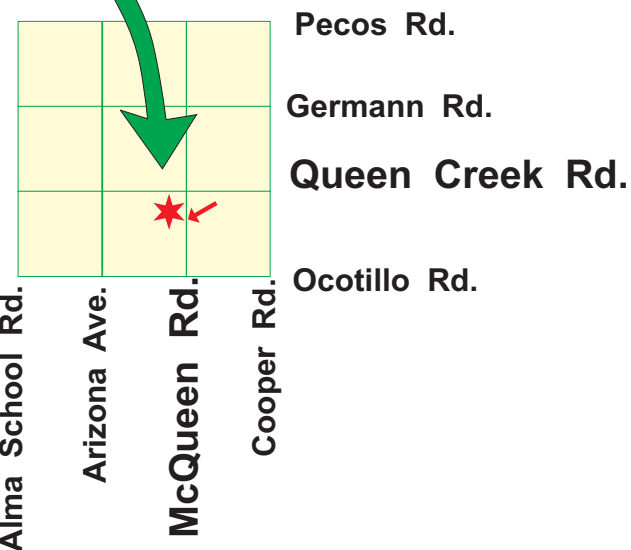 Pecos Rd.
Germann Rd.
Queen Creek Rd.
Ocotillo Rd.
Alma School Rd.
Arizona Ave.
McQueen Rd.
Cooper Rd.